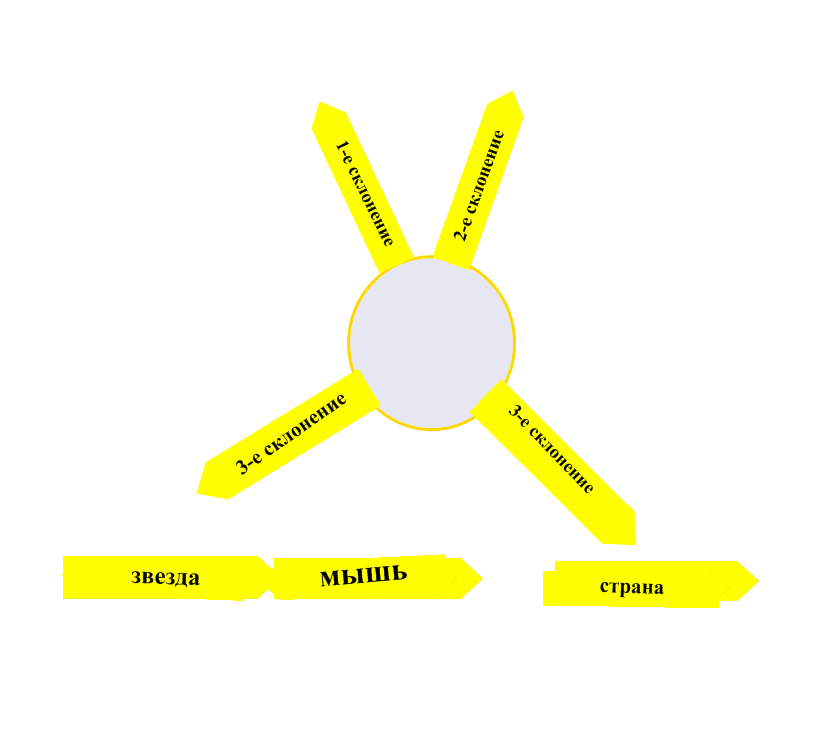 1-е склонение
2-е склонение
3-е склонение
3-е склонение
звезда
мышь
страна